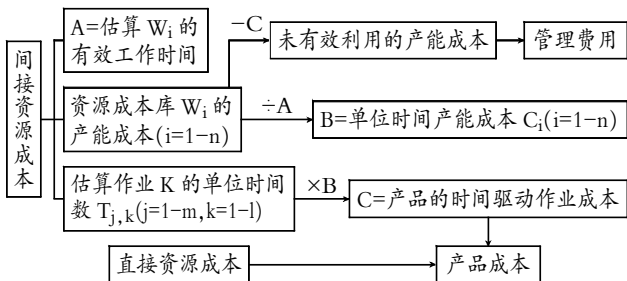 间接资源成本
A=估算 Wi 的
有效工作时间
−C
未有效利用的产能成本
管理费用
资源成本库 Wi 的
产能成本(i=1−n)
÷A
B=单位时间产能成本 Ci(i=1−n)
估算作业 K 的单位时间
数 Tj,k(j=1−m,k=1−l)
×B
C=产品的时间驱动作业成本
直接资源成本
产品成本